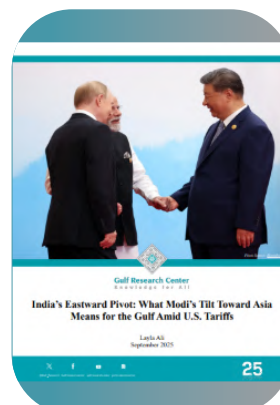 Gulf Research Center
Knowledge for All
India's Eastward Pivot: What Modi's Tilt Toward Asia
Means for the Gulf Amid U.S. Tariffs
Layla Ali
September 2025
25